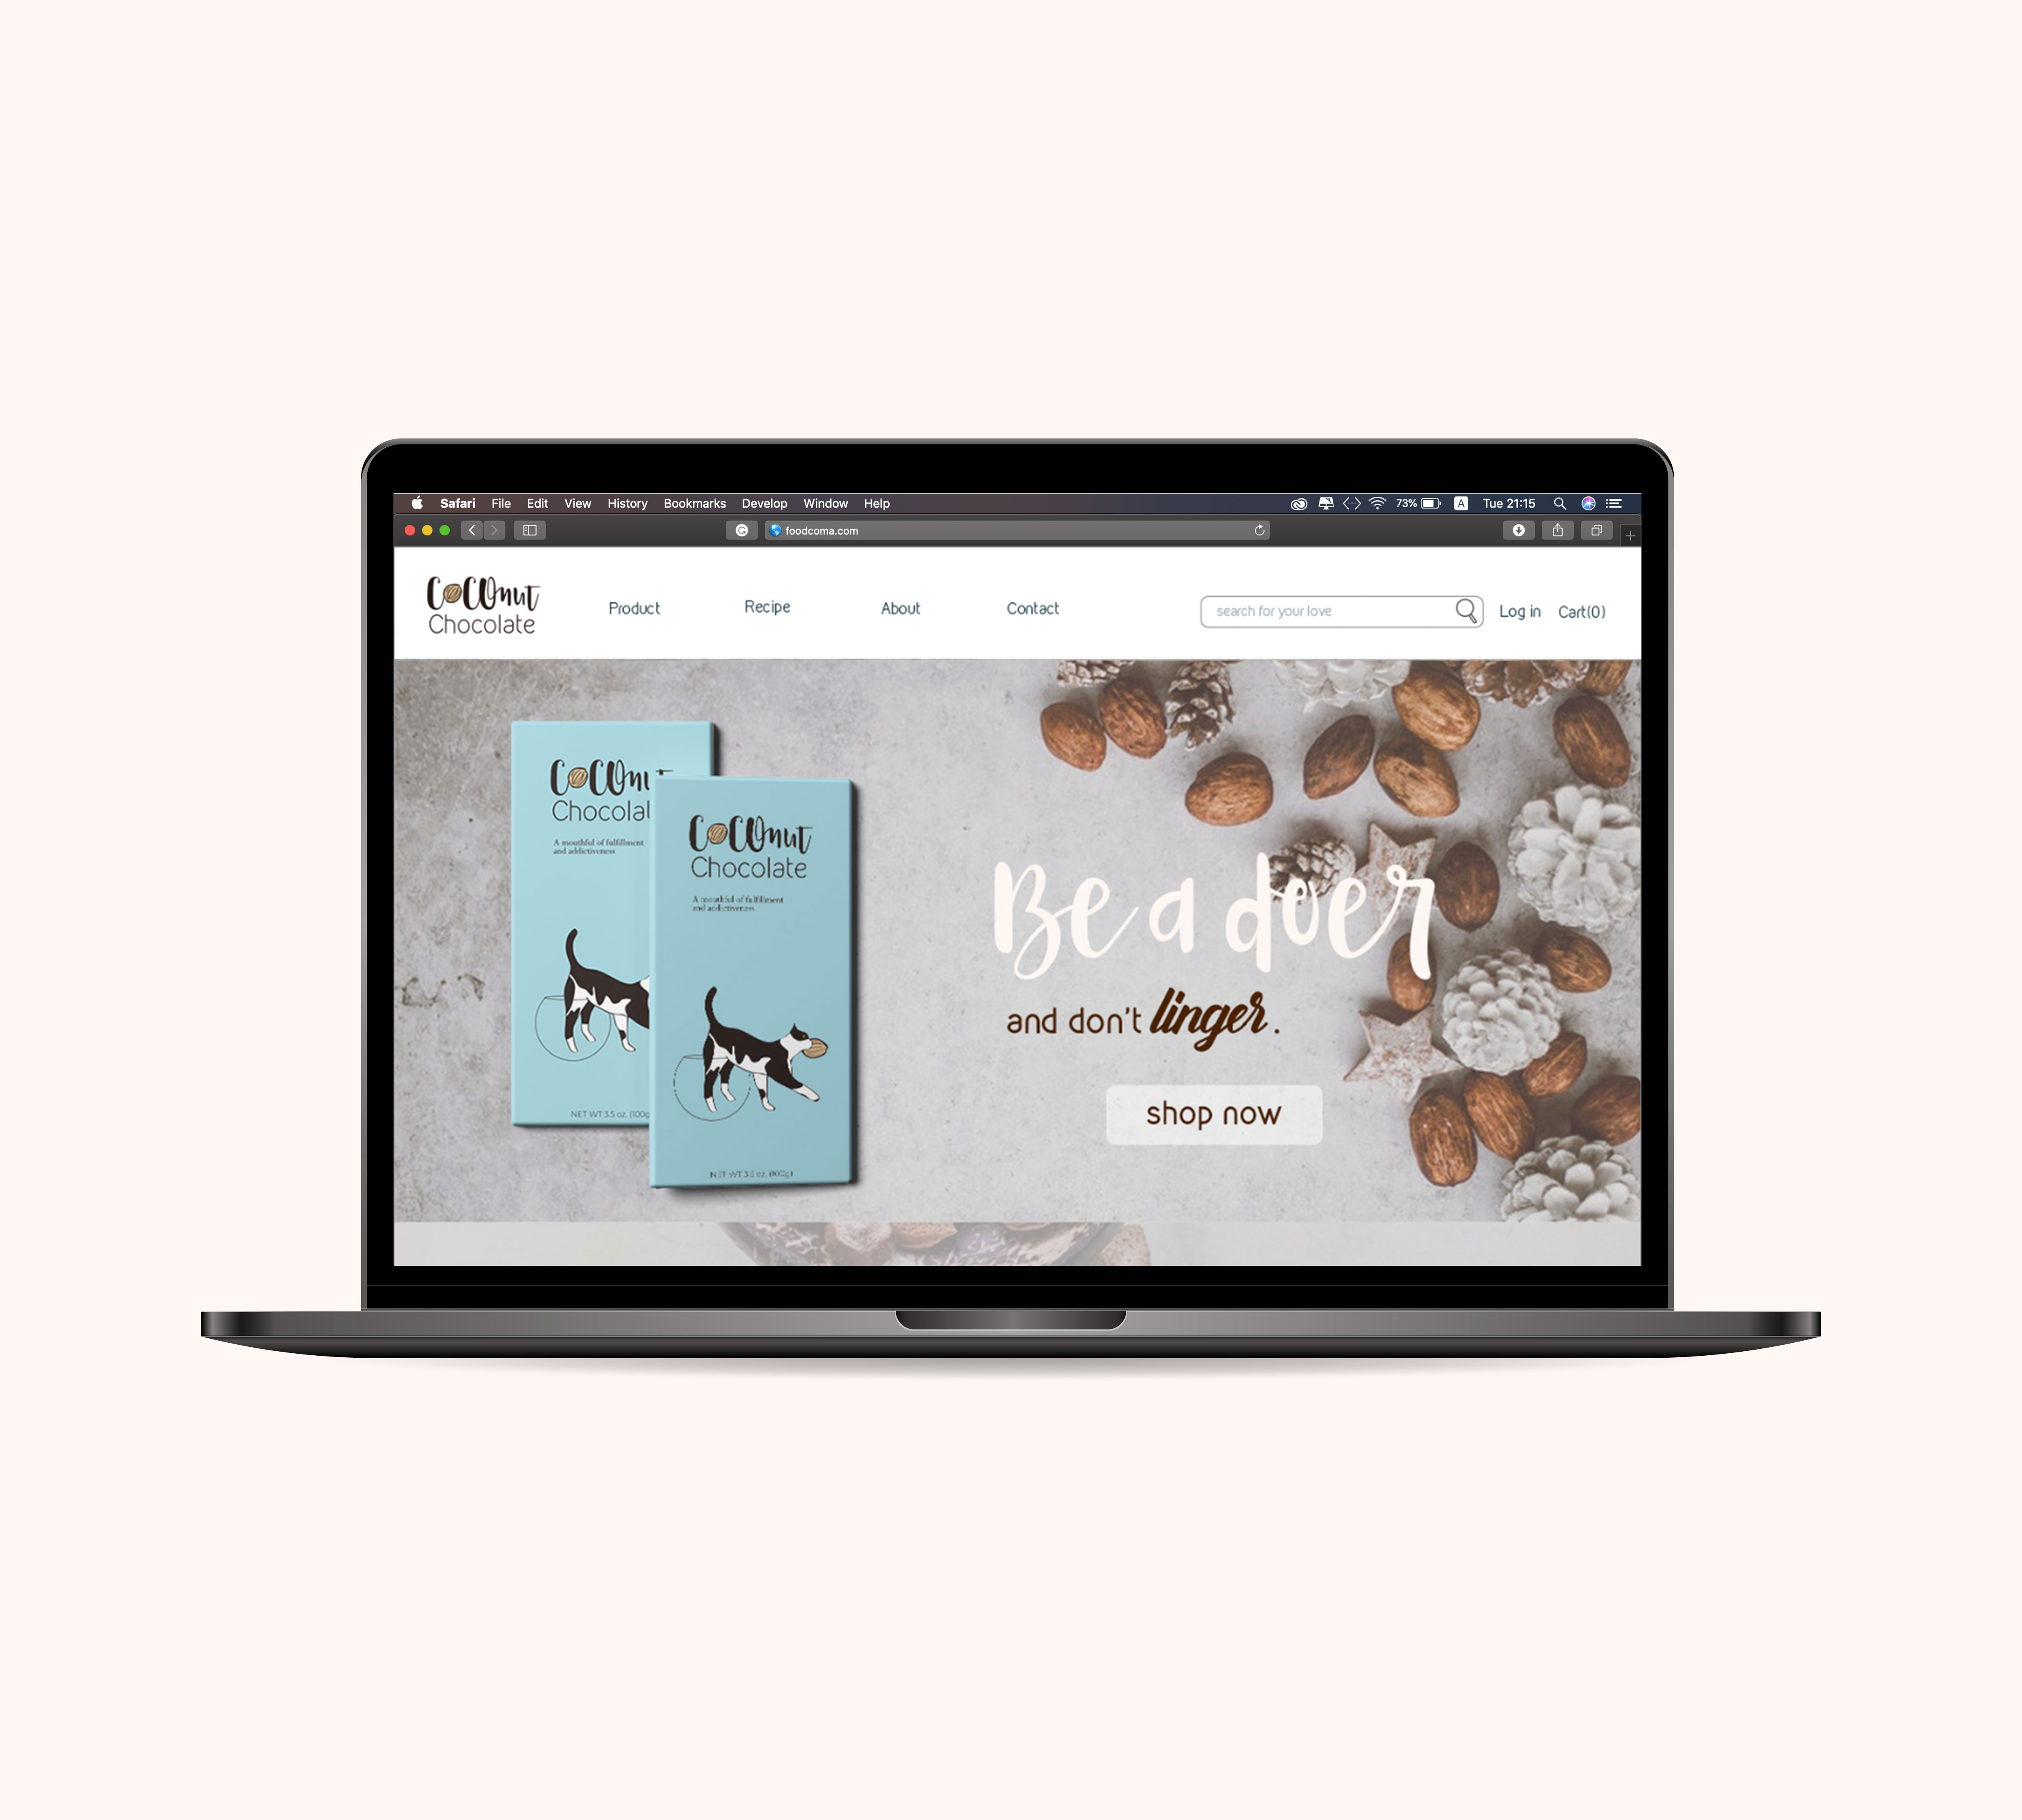 Safari File Edit View History Bookmarks Develop Window Help 73% A Tue 21:15
foodcoma.com
CoCOnut
Chocolate
Product Recipe About Contact search for your love Log in Cart(0)
CoCOnu
Chocolat
A mouthful of fulfillment
and addictiveness
NET WT 3.5 oz. (100g
CoCOnut
Chocolate
A mouthful of fulfillment
and addictiveness
NET WT 3.5 oz. (100g)
Be a doer
and don't linger.
shop now